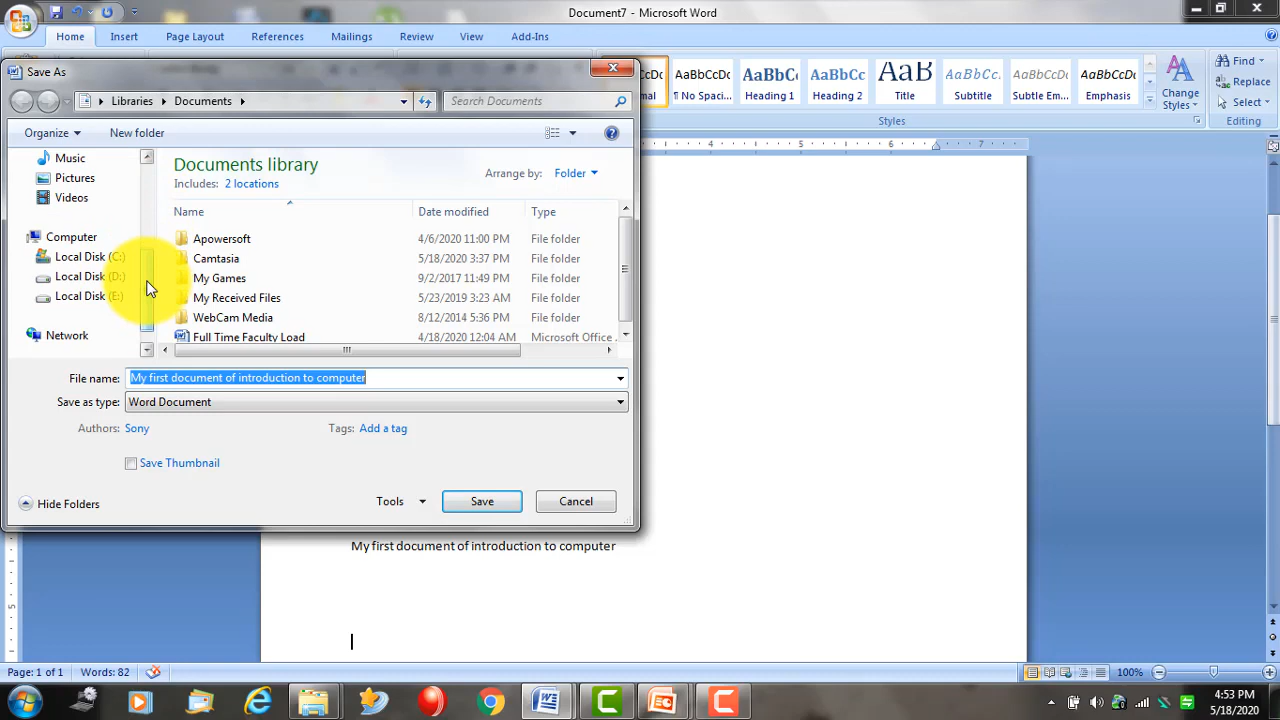 Document7 - Microsoft Word
Home Insert Page Layout References Mailings Review View Add-Ins
Save As
AaBbCcDc AaBbC AaBbCc AaB AaBbCc. AaBbCcDc AaBbCcDc
¶ No Spaci... Heading 1 Heading 2 Title Subtitle Subtle Em... Emphasis
Change Styles
Find
Replace
Select
Styles
Editing
Libraries Documents
Search Documents
Organize New folder
Music
Pictures
Videos
Computer
Local Disk (C:)
Local Disk (D:)
Local Disk (E:)
Network
Documents library
Includes: 2 locations
Arrange by: Folder
Name Date modified Type
Apowersoft 4/6/2020 11:00 PM File folder
Camtasia 5/18/2020 3:37 PM File folder
My Games 9/2/2017 11:49 PM File folder
My Received Files 5/23/2019 3:23 AM File folder
WebCam Media 8/12/2014 5:36 PM File folder
Full Time Faculty Load 4/18/2020 12:04 AM Microsoft Office
File name: My first document of introduction to computer
Save as type: Word Document
Authors: Sony Tags: Add a tag
Save Thumbnail
Hide Folders Tools Save Cancel
My first document of introduction to computer
4 5 6 7
5
Page: 1 of 1 Words: 82 100%
4:53 PM
5/18/2020